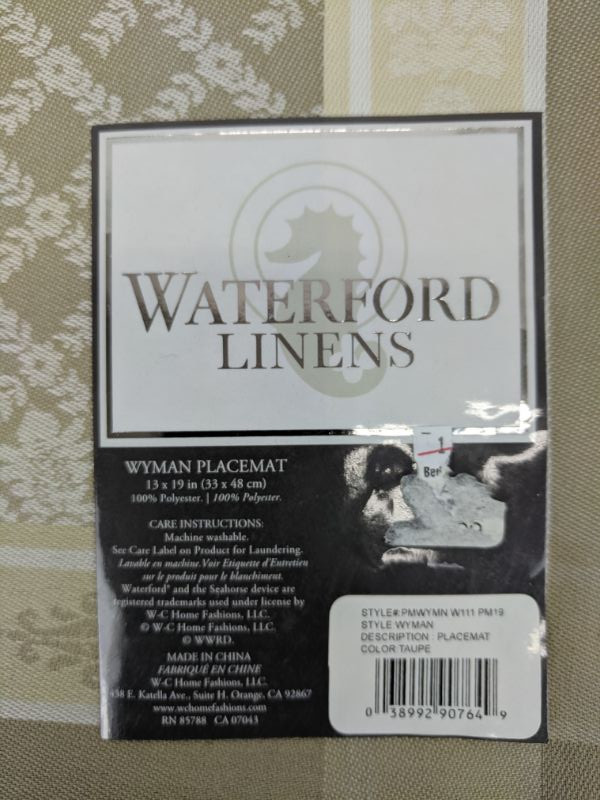 WATERFORD
LINENS
1
WYMAN PLACEMAT
13 x 19 in (33 x 48 cm)
100% Polyester. | 100% Polyester.
CARE INSTRUCTIONS:
Machine washable.
See Care Label on Product for Laundering.
Lavable en machine.Voir Etiquette d'Entretien
sur le produit pour le blanchiment.
Waterford® and the Seahorse device are
registered trademarks used under license by
W-C Home Fashions, LLC.
© W-C Home Fashions, LLC.
© WWRD.
MADE IN CHINA
FABRIQUÉ EN CHINE
W-C Home Fashions, LLC.
438 E. Katella Ave., Suite H. Orange, CA 92867
www.wchomefashions.com
RN 85788 CA 07043
STYLE#:PMWYMN W111 PM19
STYLE WYMAN
DESCRIPTION : PLACEMAT
COLOR TAUPE
0 38992 90764 9